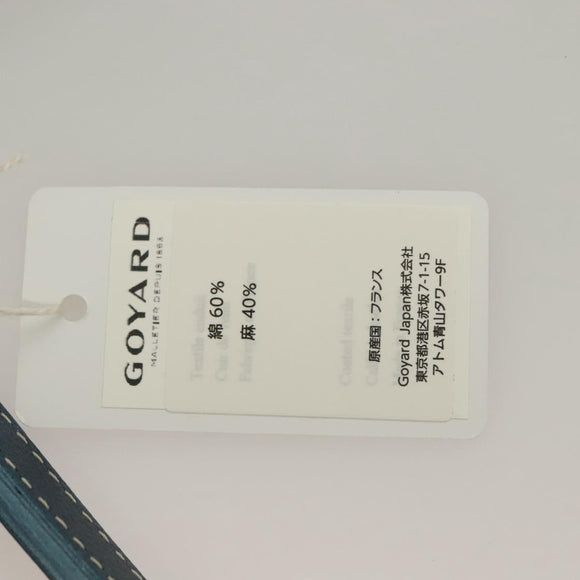 GOYARD
MALLETIER DEPUIS 1853
綿 60%
麻 40%
原産国：フランス
Goyard Japan株式会社
東京都港区赤坂7-1-15
アトム青山タワー9F